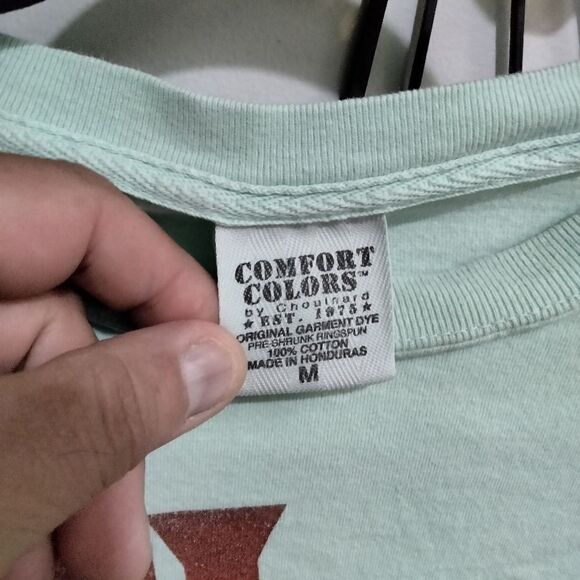 COMFORT
COLORS™
by Chouinard
★ EST. 1975 ★
ORIGINAL GARMENT DYE
PRE-SHRUNK RINGSPUN
100% COTTON
MADE IN HONDURAS
M